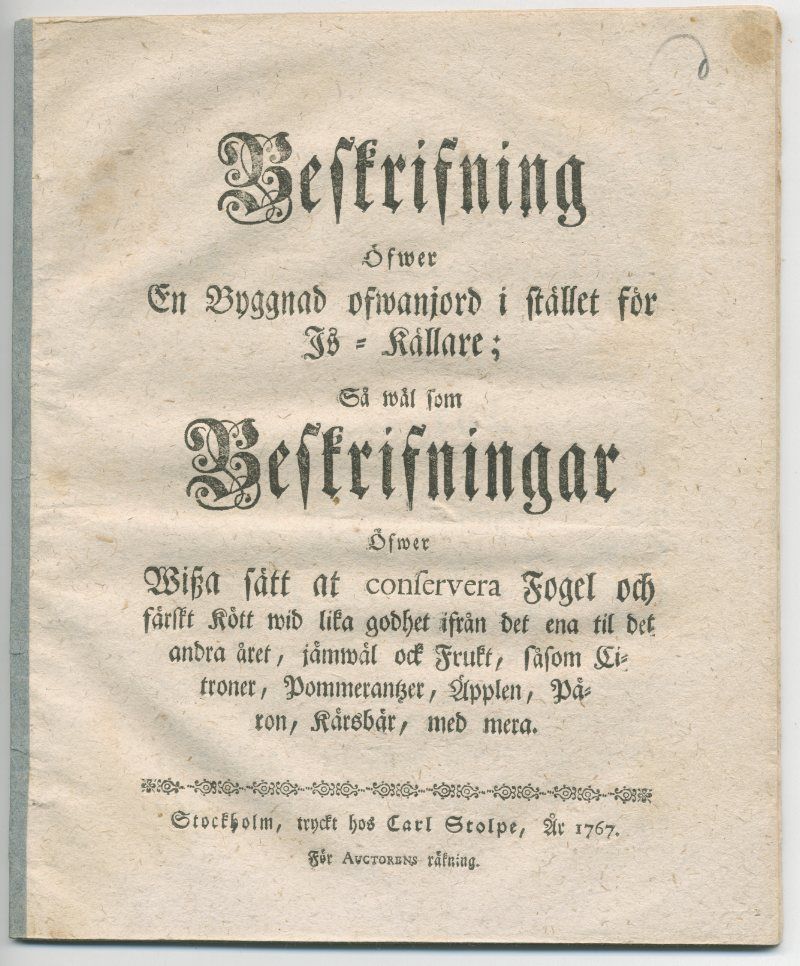 Beskrifning
Öfwer
En Byggnad ofwanjord i stället för
Is - Källare;
Så wäl som
Beskrifningar
Öfwer
Wißa sätt at conservera Fogel och
färskt Kött wid lika godhet ifrån det ena til det
andra året, jämwäl ock Frukt, såsom Ci-
troner, Pommerantzer, Äpplen, Pä-
ron, Kärsbär, med mera.
Stockholm, tryckt hos Carl Stolpe, År 1767.
För AUCTORENS räkning.